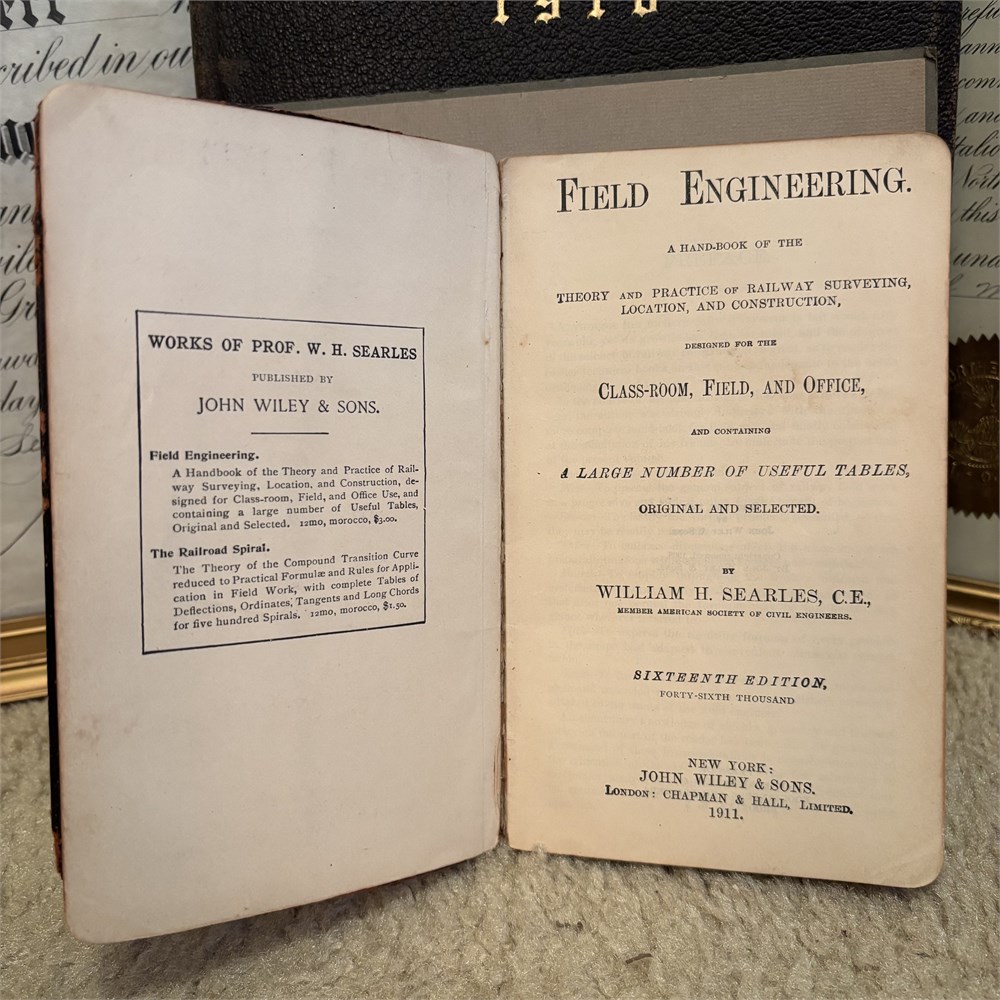 1910
cribed in ou
WORKS OF PROF. W. H. SEARLES
PUBLISHED BY
JOHN WILEY & SONS.
Field Engineering.
A Handbook of the Theory and Practice of Rail-
way Surveying, Location, and Construction, de-
signed for Class-room, Field, and Office Use, and
containing a large number of Useful Tables,
Original and Selected. 12mo, morocco, $3.00.
The Railroad Spiral.
The Theory of the Compound Transition Curve
reduced to Practical Formulæ and Rules for Appli-
cation in Field Work, with complete Tables of
Deflections, Ordinates, Tangents and Long Chords
for five hundred Spirals. 12mo, morocco, $1.50.
FIELD ENGINEERING.
A HAND-BOOK OF THE
THEORY AND PRACTICE OF RAILWAY SURVEYING,
LOCATION, AND CONSTRUCTION,
DESIGNED FOR THE
CLASS-ROOM, FIELD, AND OFFICE,
AND CONTAINING
A LARGE NUMBER OF USEFUL TABLES,
ORIGINAL AND SELECTED.
BY
WILLIAM H. SEARLES, C.E.,
MEMBER AMERICAN SOCIETY OF CIVIL ENGINEERS.
SIXTEENTH EDITION,
FORTY-SIXTH THOUSAND
NEW YORK:
JOHN WILEY & SONS.
LONDON: CHAPMAN & HALL, LIMITED.
1911.